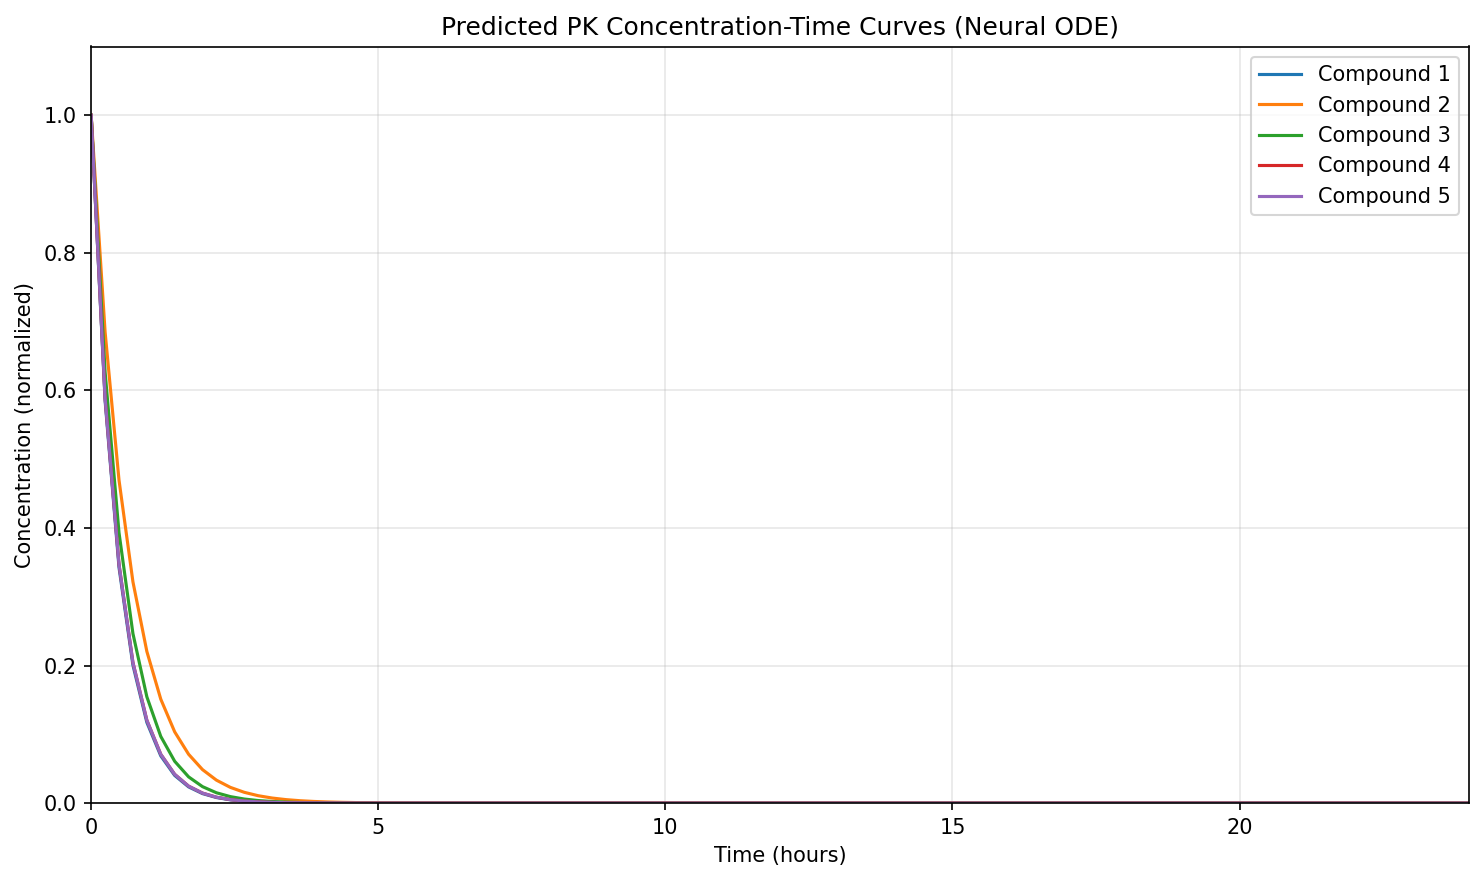 Predicted PK Concentration-Time Curves (Neural ODE)
Compound 1
Compound 2
Compound 3
Compound 4
Compound 5
Concentration (normalized)
1.0
0.8
0.6
0.4
0.2
0.0
0 5 10 15 20
Time (hours)